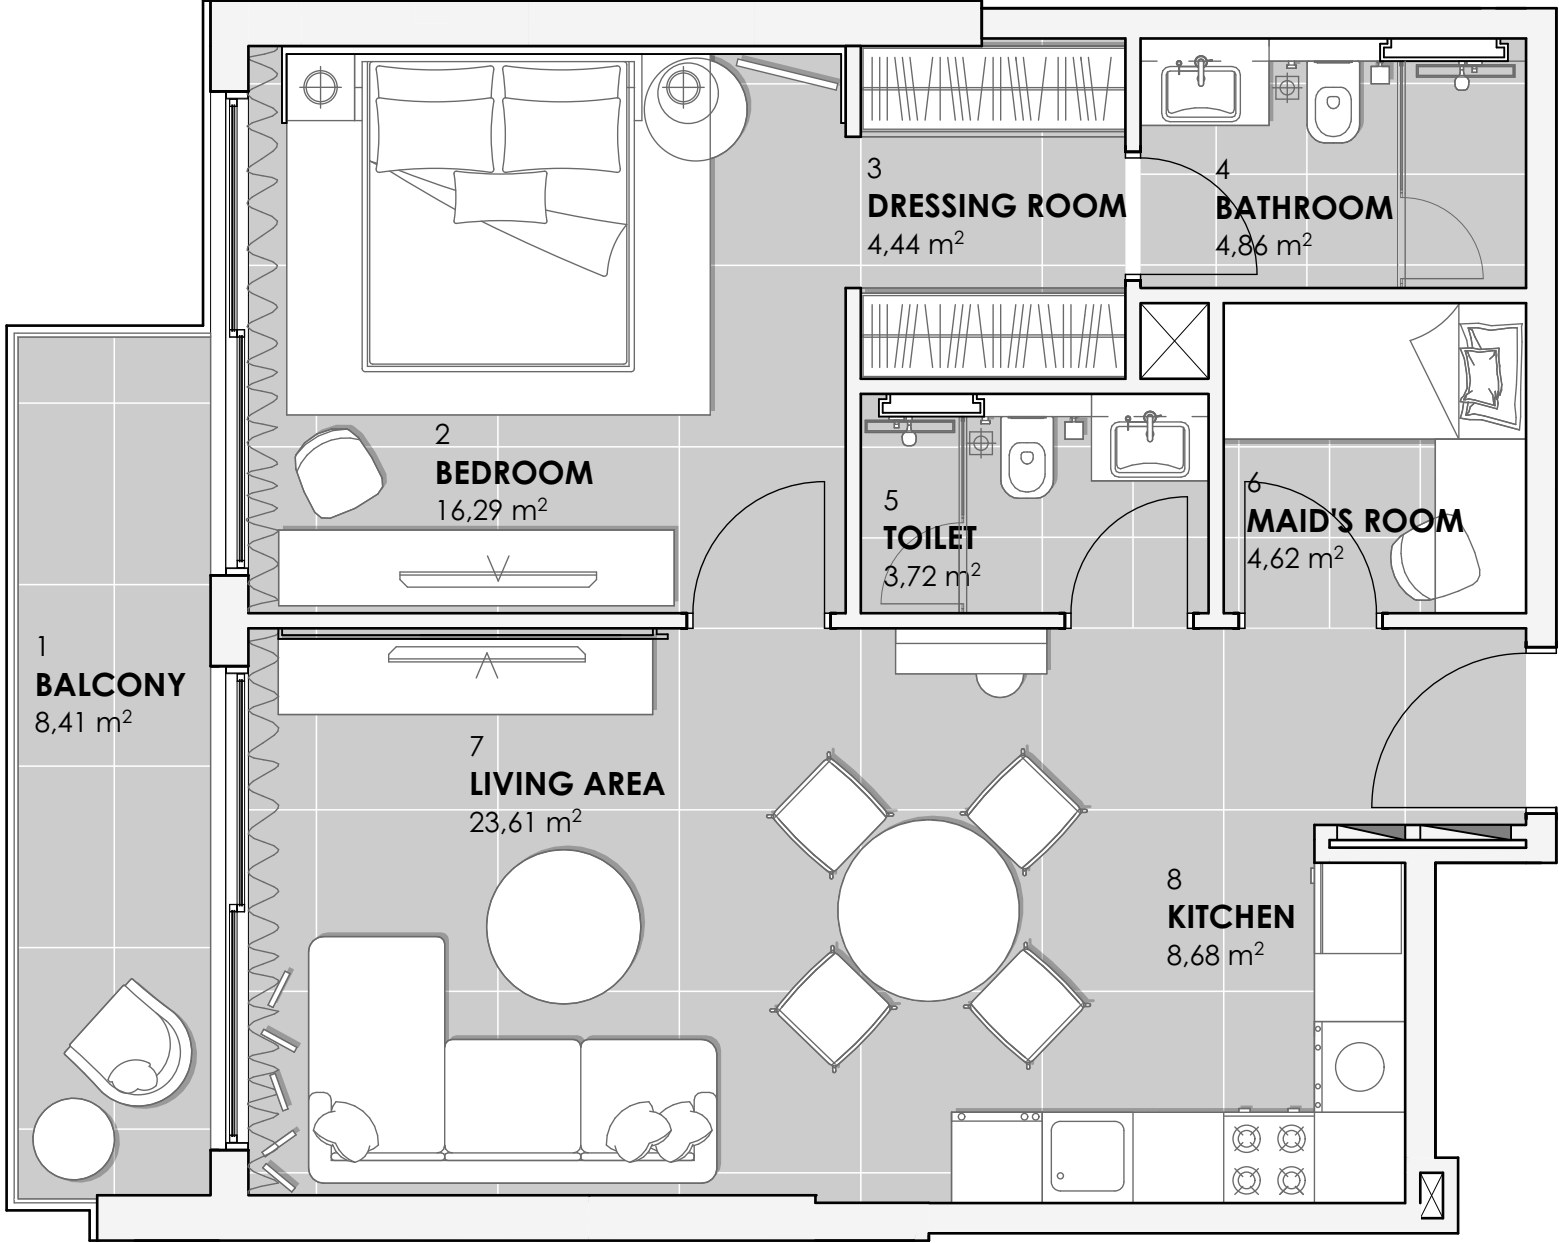 1
BALCONY
8,41 m²
2
BEDROOM
16,29 m²
3
DRESSING ROOM
4,44 m²
4
BATHROOM
4,86 m²
5
TOILET
3,72 m²
6
MAID'S ROOM
4,62 m²
7
LIVING AREA
23,61 m²
8
KITCHEN
8,68 m²